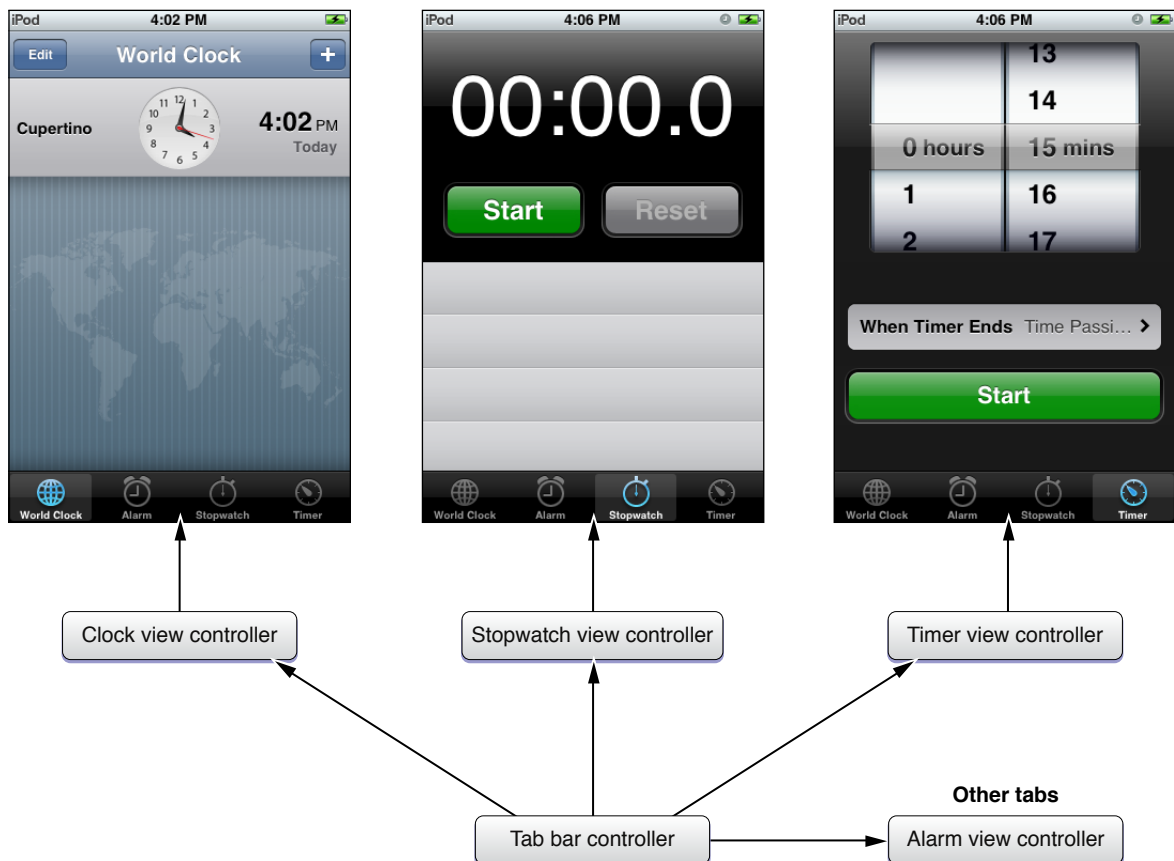 iPod 4:02 PM
Edit World Clock +
Cupertino
11 12 1
10 2
9 3
8 4
7 6 5
4:02 PM
Today
World Clock Alarm Stopwatch Timer
iPod 4:06 PM
00:00.0
Start Reset
World Clock Alarm Stopwatch Timer
iPod 4:06 PM
13
14
0 hours 15 mins
1 16
2 17
When Timer Ends Time Passi...
Start
World Clock Alarm Stopwatch Timer
Clock view controller
Stopwatch view controller
Timer view controller
Tab bar controller
Other tabs
Alarm view controller